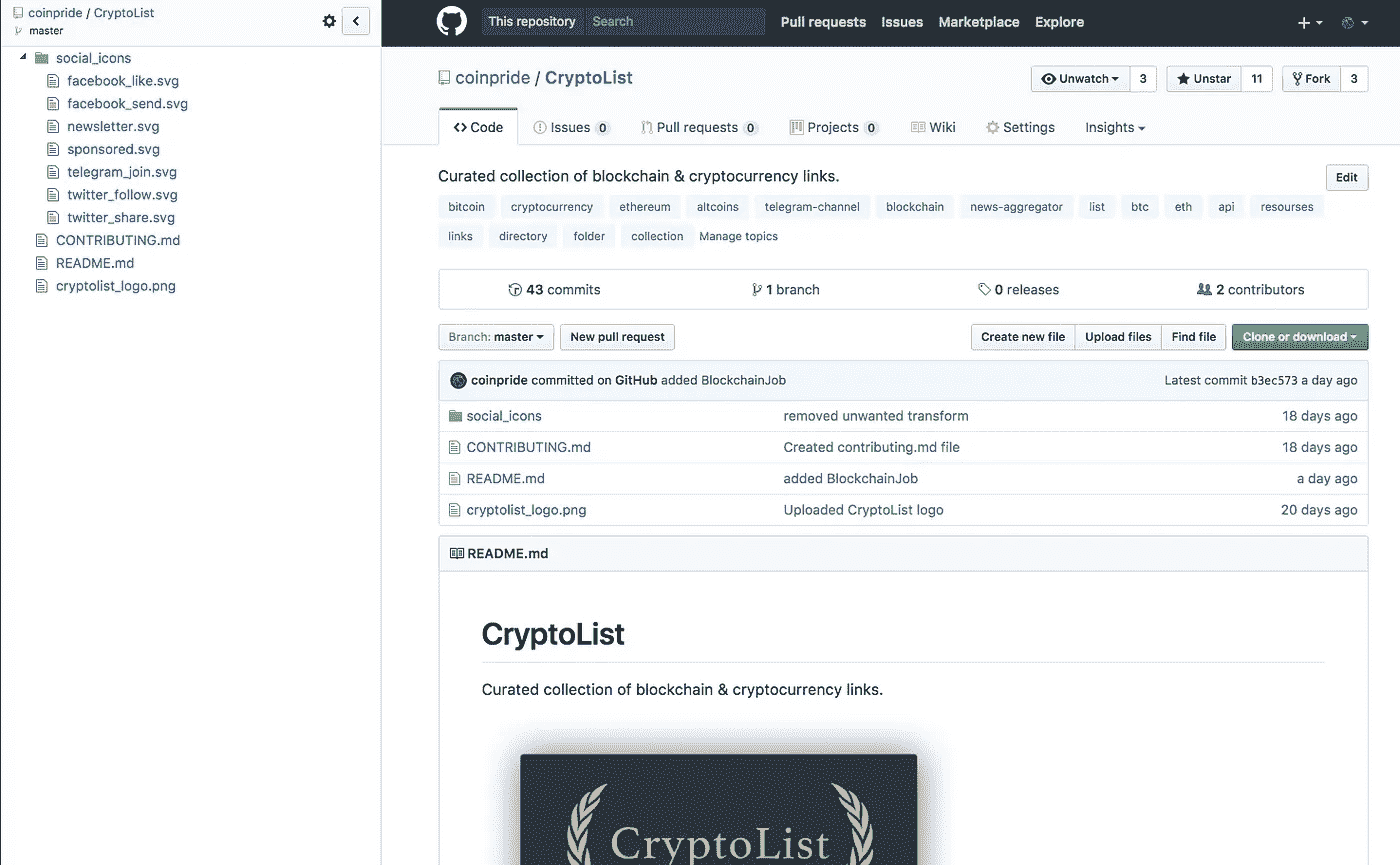 coinpride / CryptoList
master
social_icons
facebook_like.svg
facebook_send.svg
newsletter.svg
sponsored.svg
telegram_join.svg
twitter_follow.svg
twitter_share.svg
CONTRIBUTING.md
README.md
cryptolist_logo.png
This repository Search Pull requests Issues Marketplace Explore
coinpride / CryptoList Unwatch 3 Unstar 11 Fork 3
Code Issues 0 Pull requests 0 Projects 0 Wiki Settings Insights
Curated collection of blockchain & cryptocurrency links. Edit
bitcoin cryptocurrency ethereum altcoins telegram-channel blockchain news-aggregator list btc eth api resourses
links directory folder collection Manage topics
43 commits 1 branch 0 releases 2 contributors
Branch: master New pull request Create new file Upload files Find file Clone or download
coinpride committed on GitHub added BlockchainJob Latest commit b3ec573 a day ago
social_icons removed unwanted transform 18 days ago
CONTRIBUTING.md Created contributing.md file 18 days ago
README.md added BlockchainJob a day ago
cryptolist_logo.png Uploaded CryptoList logo 20 days ago
README.md
CryptoList
Curated collection of blockchain & cryptocurrency links.
CryptoList